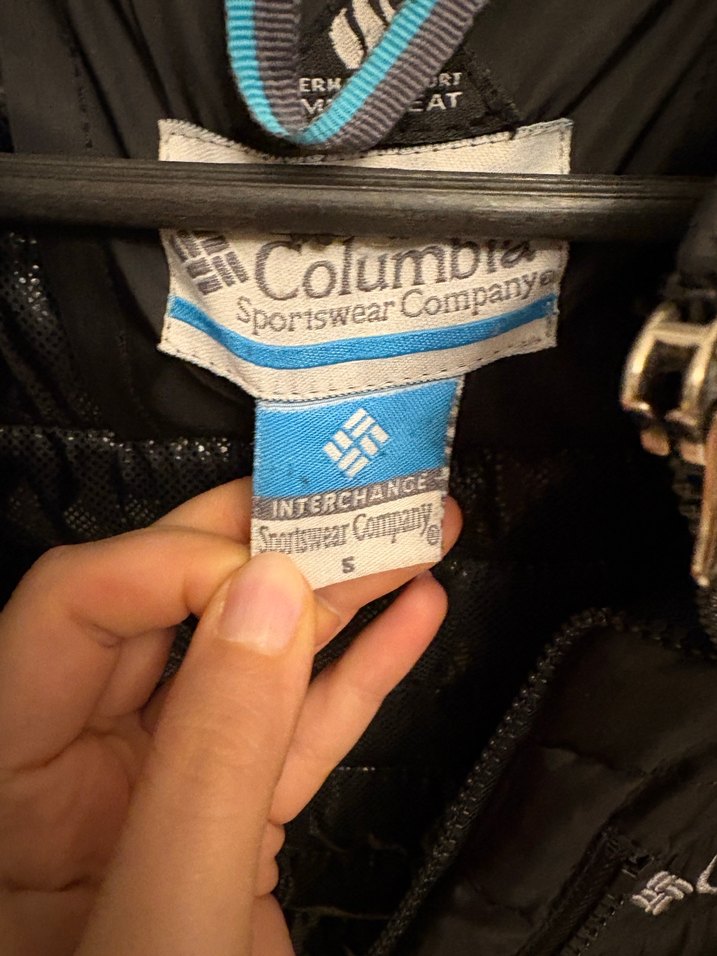 Columbia
Sportswear Company
INTERCHANGE
Sportswear Company®
S